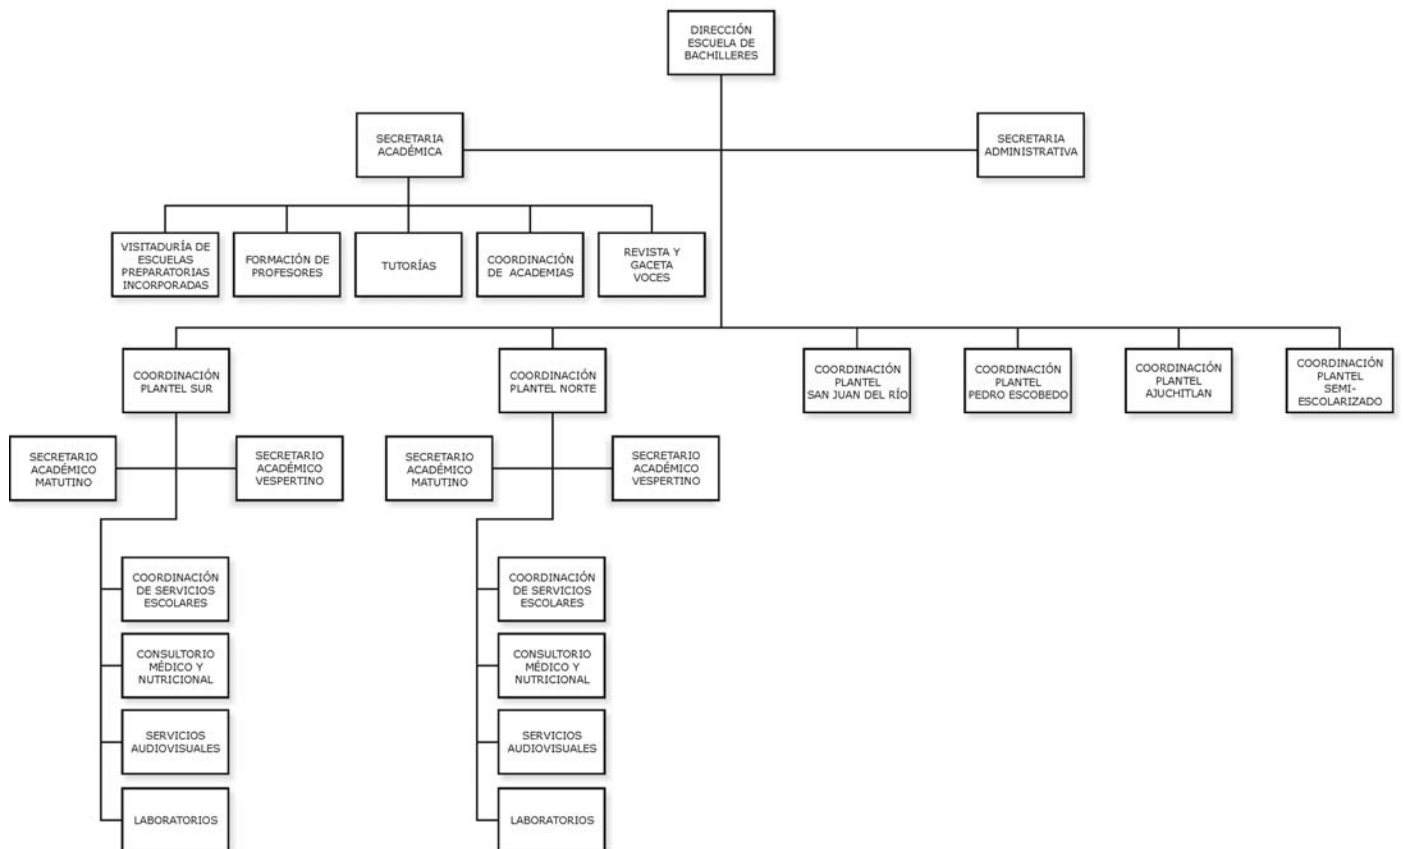 DIRECCIÓN
ESCUELA DE
BACHILLERES
SECRETARIA
ACADÉMICA
SECRETARIA
ADMINISTRATIVA
VISITADURÍA DE
ESCUELAS
PREPARATORIAS
INCORPORADAS
FORMACIÓN DE
PROFESORES
TUTORÍAS
COORDINACIÓN
DE ACADEMIAS
REVISTA Y
GACETA
VOCES
COORDINACIÓN
PLANTEL SUR
COORDINACIÓN
PLANTEL NORTE
COORDINACIÓN
PLANTEL
SAN JUAN DEL RÍO
COORDINACIÓN
PLANTEL
PEDRO ESCOBEDO
COORDINACIÓN
PLANTEL
AJUCHITLAN
COORDINACIÓN
PLANTEL
SEMI-
ESCOLARIZADO
SECRETARIO
ACADÉMICO
MATUTINO
SECRETARIO
ACADÉMICO
VESPERTINO
SECRETARIO
ACADÉMICO
MATUTINO
SECRETARIO
ACADÉMICO
VESPERTINO
COORDINACIÓN
DE SERVICIOS
ESCOLARES
CONSULTORIO
MÉDICO Y
NUTRICIONAL
SERVICIOS
AUDIOVISUALES
LABORATORIOS
COORDINACIÓN
DE SERVICIOS
ESCOLARES
CONSULTORIO
MÉDICO Y
NUTRICIONAL
SERVICIOS
AUDIOVISUALES
LABORATORIOS